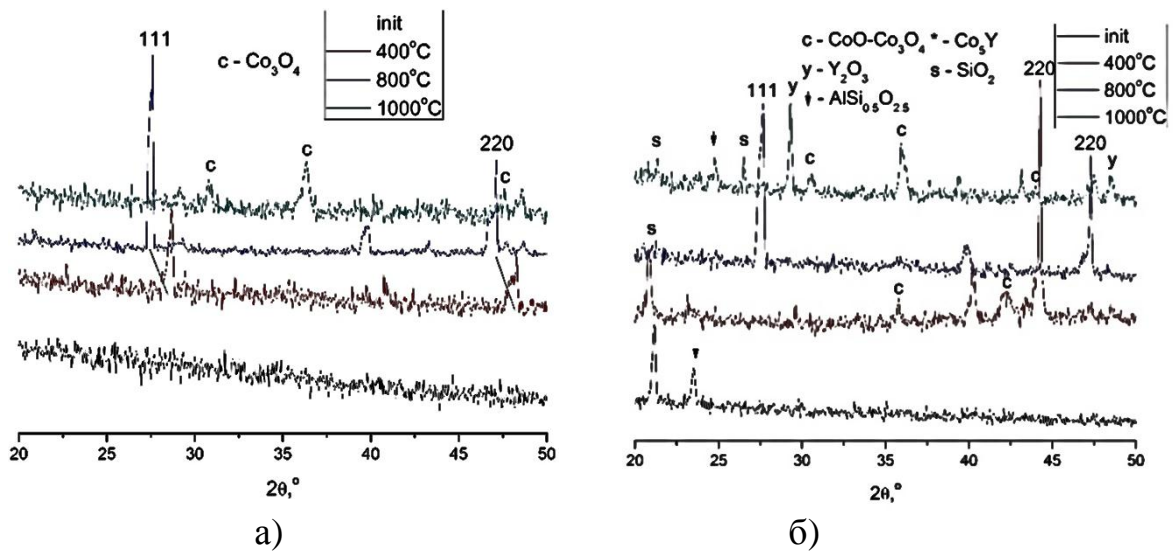 init
400°C
800°C
1000°C
c - Co₃O₄
111
220
c
c
c
20 25 30 35 40 45 50
2θ,°
а)
init
400°C
800°C
1000°C
c - CoO-Co₃O₄ * - Co₅Y
y - Y₂O₃ s - SiO₂
- AlSi₀.₅O₂.₅
220
111
y
220
s
s
c
c
c
y
s
c
c
20 25 30 35 40 45 50
2θ,°
б)